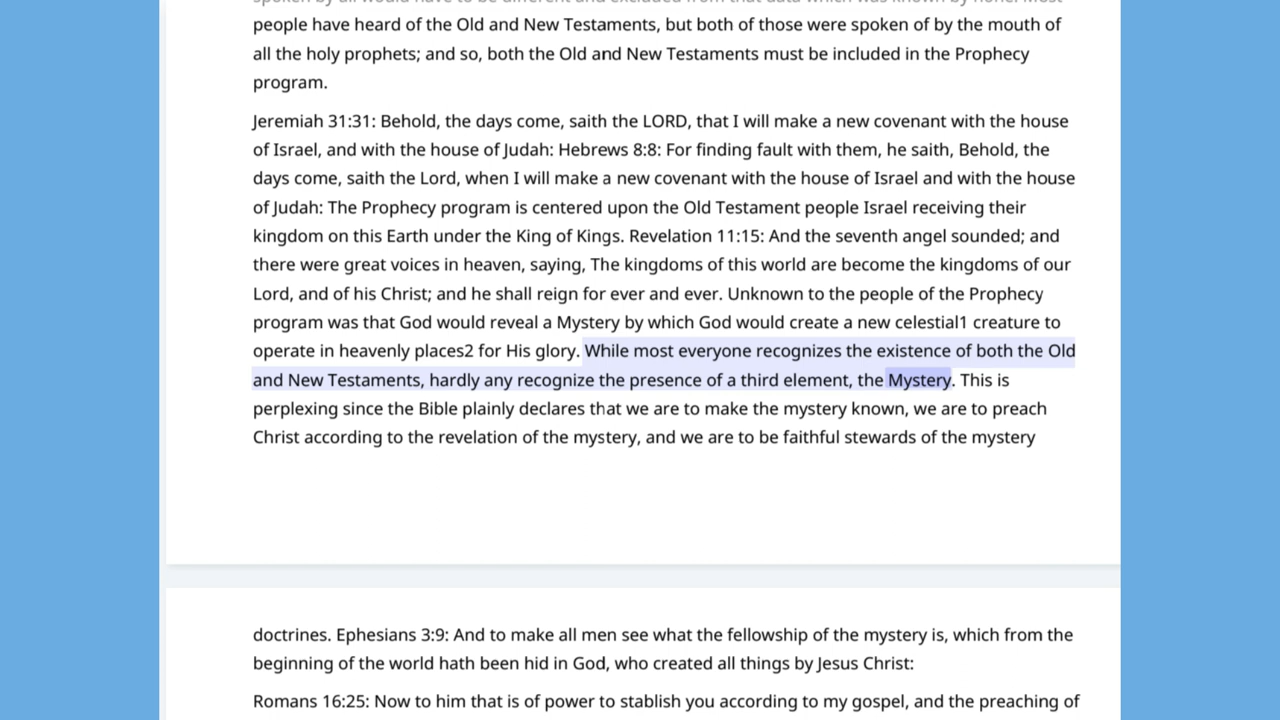 spoken by all would have to be different and excluded from that data which was known by none. Most
people have heard of the Old and New Testaments, but both of those were spoken of by the mouth of
all the holy prophets; and so, both the Old and New Testaments must be included in the Prophecy
program.
Jeremiah 31:31: Behold, the days come, saith the LORD, that I will make a new covenant with the house
of Israel, and with the house of Judah: Hebrews 8:8: For finding fault with them, he saith, Behold, the
days come, saith the Lord, when I will make a new covenant with the house of Israel and with the house
of Judah: The Prophecy program is centered upon the Old Testament people Israel receiving their
kingdom on this Earth under the King of Kings. Revelation 11:15: And the seventh angel sounded; and
there were great voices in heaven, saying, The kingdoms of this world are become the kingdoms of our
Lord, and of his Christ; and he shall reign for ever and ever. Unknown to the people of the Prophecy
program was that God would reveal a Mystery by which God would create a new celestial1 creature to
operate in heavenly places2 for His glory. While most everyone recognizes the existence of both the Old
and New Testaments, hardly any recognize the presence of a third element, the Mystery. This is
perplexing since the Bible plainly declares that we are to make the mystery known, we are to preach
Christ according to the revelation of the mystery, and we are to be faithful stewards of the mystery
doctrines. Ephesians 3:9: And to make all men see what the fellowship of the mystery is, which from the
beginning of the world hath been hid in God, who created all things by Jesus Christ:
Romans 16:25: Now to him that is of power to stablish you according to my gospel, and the preaching of